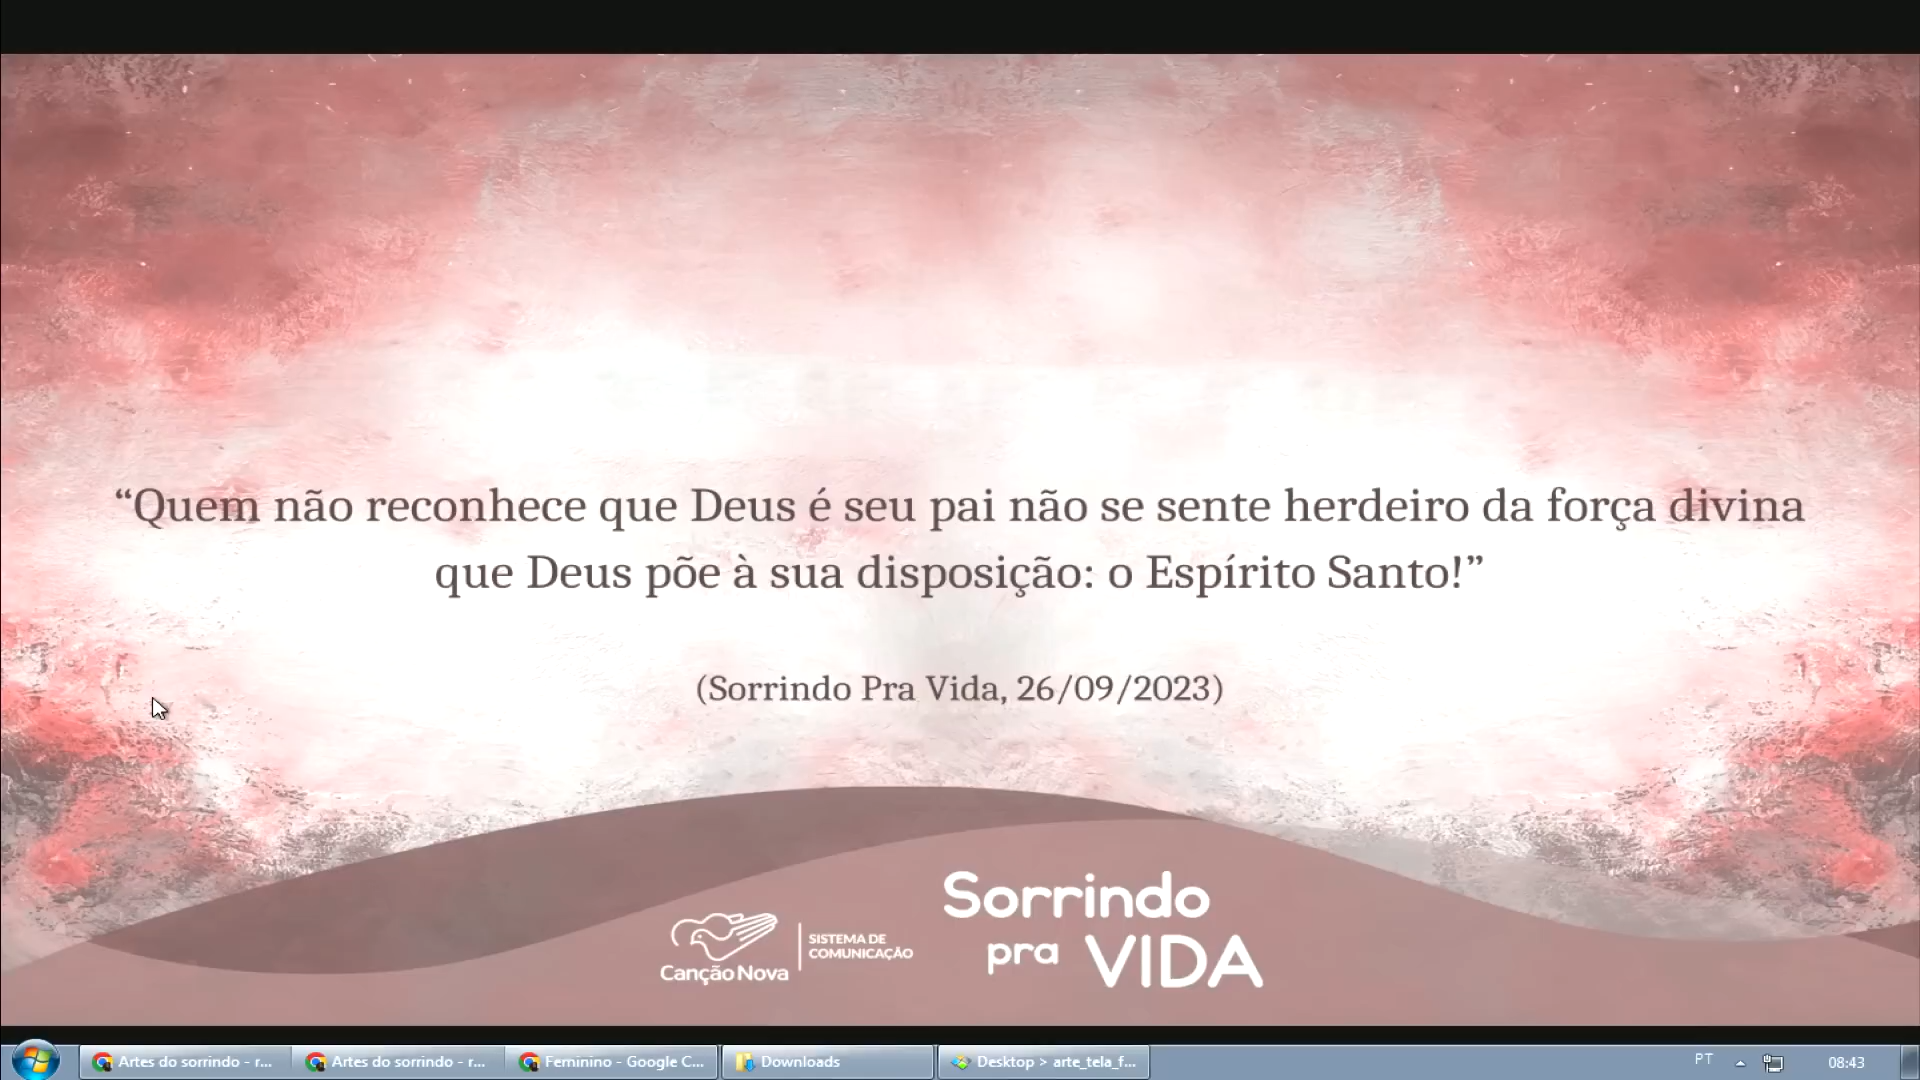 “Quem não reconhece que Deus é seu pai não se sente herdeiro da força divina
que Deus põe à sua disposição: o Espírito Santo!”
(Sorrindo Pra Vida, 26/09/2023)
Canção Nova
SISTEMA DE
COMUNICAÇÃO
Sorrindo
pra VIDA
Artes do sorrindo - r...
Artes do sorrindo - r...
Feminino - Google C...
Downloads
Desktop > arte_tela_f...
PT
08:43